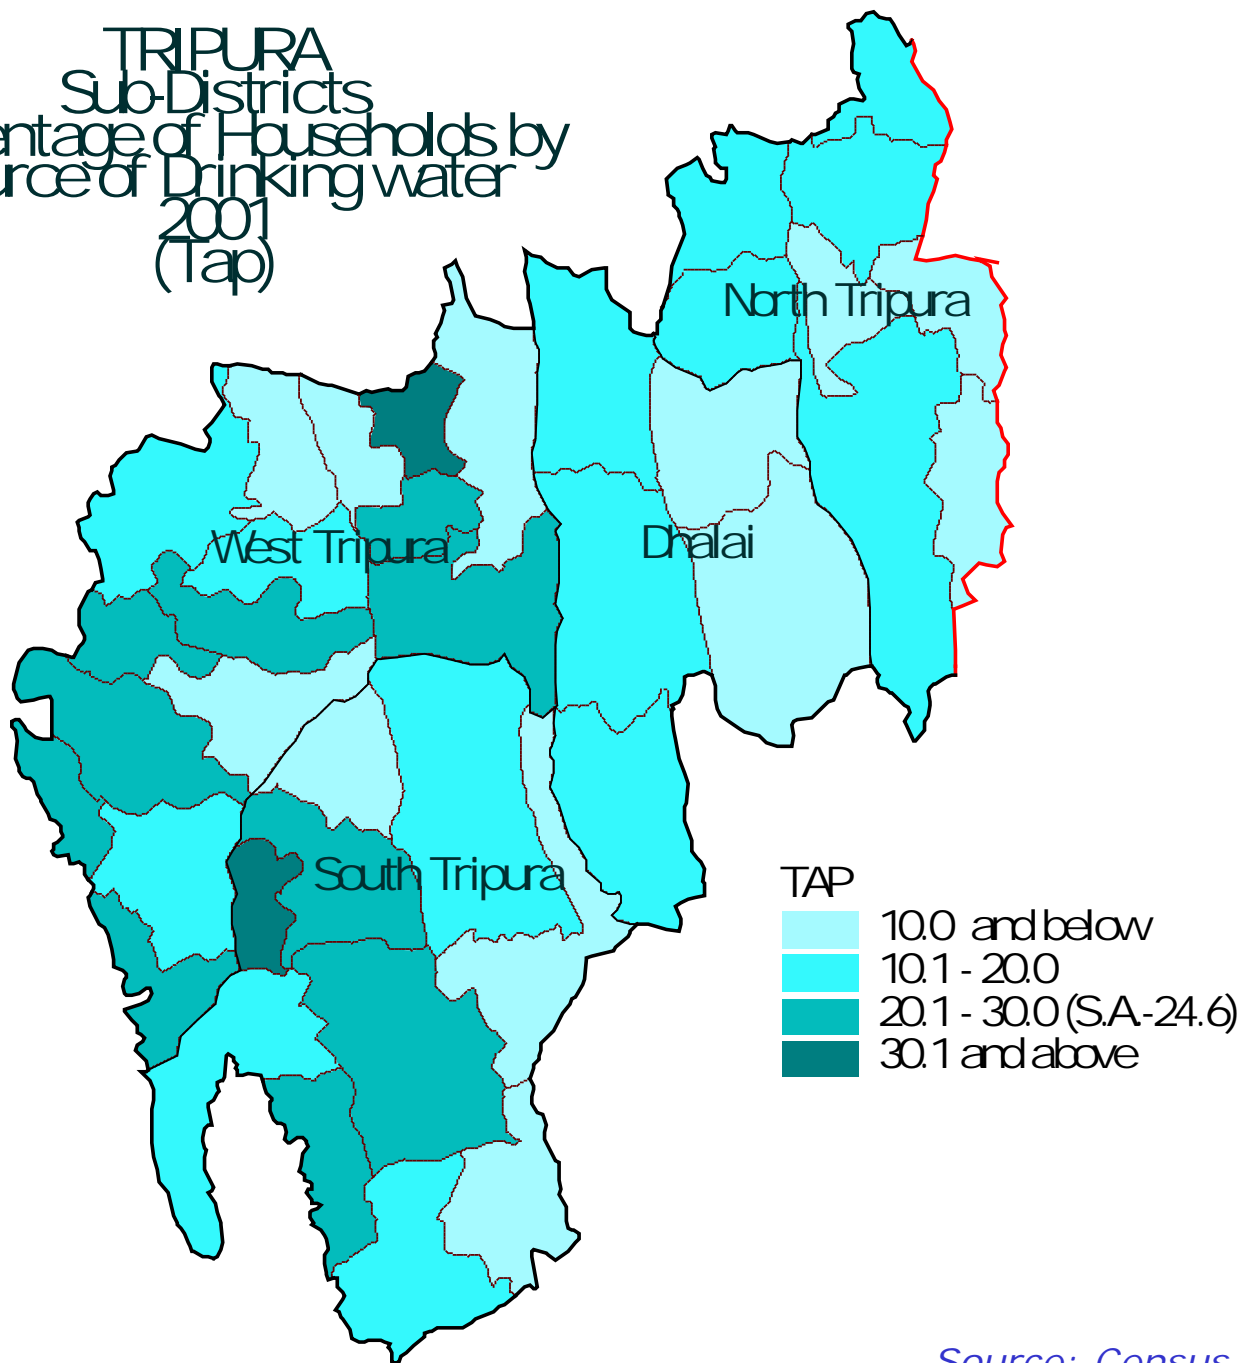 TRIPURA
Sub-Districts
entage of Households by
urce of Drinking water
2001
(Tap)
North Tripura
West Tripura
Dhalai
South Tripura
TAP
10.0 and below
10.1 - 20.0
20.1 - 30.0 (S.A.-24.6)
30.1 and above
Source: Census